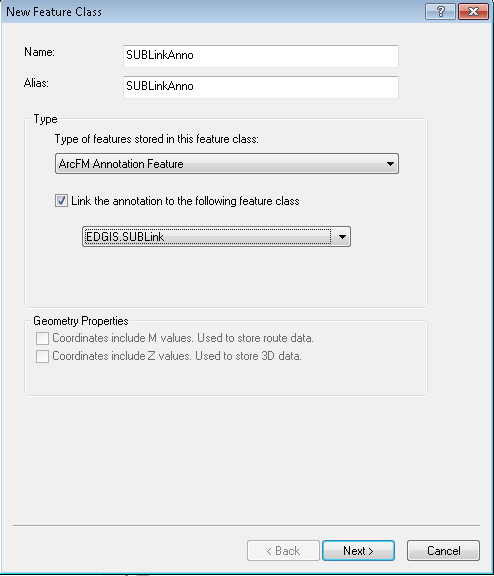 New Feature Class
Name:
SUBLinkAnno
Alias:
SUBLinkAnno
Type
Type of features stored in this feature class:
ArcFM Annotation Feature
Link the annotation to the following feature class
EDGIS.SUBLink
Geometry Properties
Coordinates include M values. Used to store route data.
Coordinates include Z values. Used to store 3D data.
< Back Next > Cancel